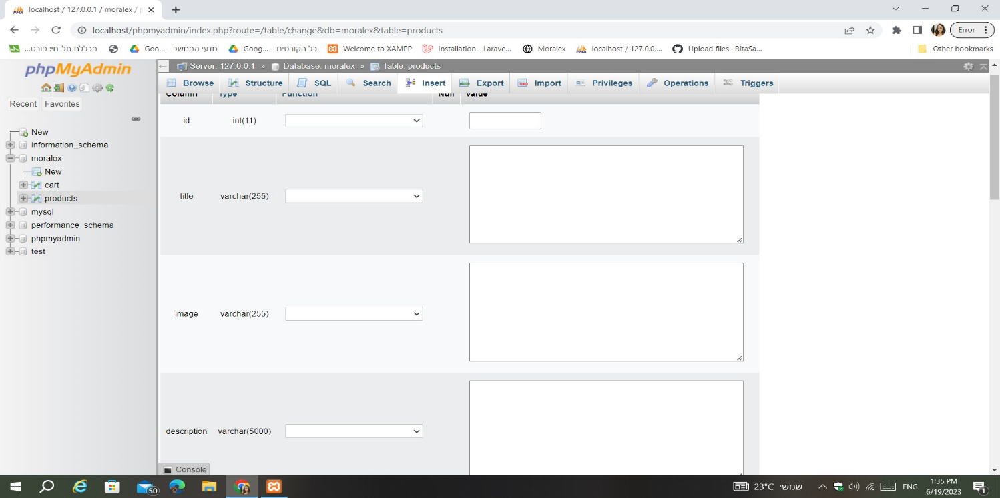 localhost / 127.0.0.1 / moralex /
localhost/phpmyadmin/index.php?route=/table/change&db=moralex&table=products
Error
מכללת תל-חי: פורט...
מדעי המחשב – Goo...
כל הקורסים – Goog...
Welcome to XAMPP
Installation - Larave...
Moralex
localhost / 127.0.0....
Upload files · RitaSa...
Other bookmarks
phpMyAdmin
Recent
Favorites
New
information_schema
moralex
New
cart
products
mysql
performance_schema
phpmyadmin
test
Server: 127.0.0.1 » Database: moralex » Table: products
Browse
Structure
SQL
Search
Insert
Export
Import
Privileges
Operations
Triggers
Column Type Function Null Value
id int(11)
title varchar(255)
image varchar(255)
description varchar(5000)
Console
50
23°C שמשי
ENG
1:35 PM
6/19/2023
1